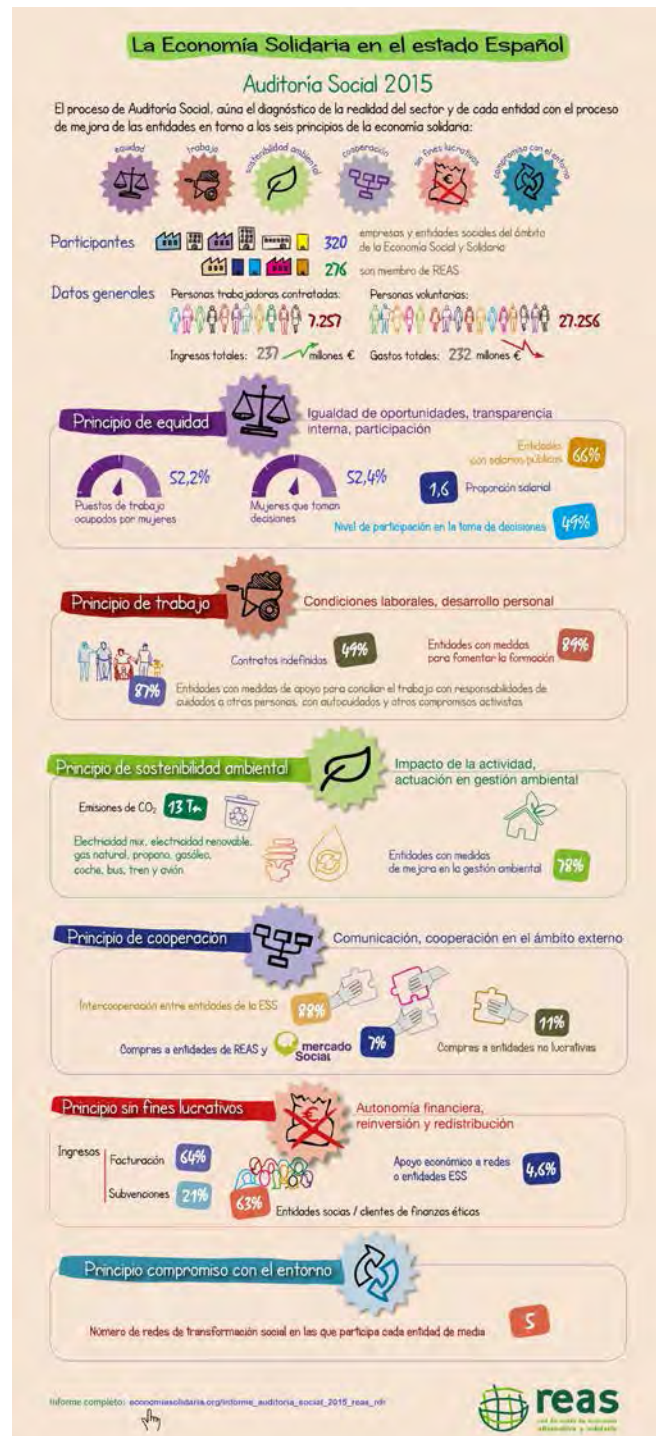 La Economía Solidaria en el estado Español
Auditoría Social 2015
El proceso de Auditoría Social, aúna el diagnóstico de la realidad del sector y de cada entidad con el proceso
de mejora de las entidades en torno a los seis principios de la economía solidaria:
equidad
trabajo
sostenibilidad ambiental
cooperación
sin fines lucrativos
compromiso con el entorno
Participantes 320 empresas y entidades sociales del ámbito
de la Economía Social y Solidaria
276 son miembro de REAS
Datos generales
Personas trabajadoras contratadas:
7.257
Personas voluntarias:
27.256
Ingresos totales: 237 millones €
Gastos totales: 232 millones €
Principio de equidad
Igualdad de oportunidades, transparencia
interna, participación
52,2%
Puestos de trabajo
ocupados por mujeres
52,4%
Mujeres que toman
decisiones
Entidades
con salarios públicos 66%
1,6 Proporción salarial
Nivel de participación en la toma de decisiones 49%
Principio de trabajo
Condiciones laborales, desarrollo personal
Contratos indefinidos 49%
Entidades con medidas
para fomentar la formación 89%
87% Entidades con medidas de apoyo para conciliar el trabajo con responsabilidades de
cuidados a otras personas, con autocuidados y otros compromisos activistas
Principio de sostenibilidad ambiental
Impacto de la actividad,
actuación en gestión ambiental
Emisiones de CO₂ 13 Tn
Electricidad mix, electricidad renovable,
gas natural, propano, gasóleo,
coche, bus, tren y avión
Entidades con medidas
de mejora en la gestión ambiental 78%
Principio de cooperación
Comunicación, cooperación en el ámbito externo
Intercooperación entre entidades de la ESS 88%
Compras a entidades de REAS y mercado Social 7%
11%
Compras a entidades no lucrativas
Principio sin fines lucrativos
Autonomía financiera,
reinversión y redistribución
Ingresos
Facturación 64%
Subvenciones 21%
63% Entidades socias / clientes de finanzas éticas
Apoyo económico a redes
o entidades ESS 4,6%
Principio compromiso con el entorno
Número de redes de transformación social en las que participa cada entidad de media 5
Informe completo: economiasolidaria.org/informe_auditoria_social_2015_reas_rdr
reas
red de redes de economía
alternativa y solidaria